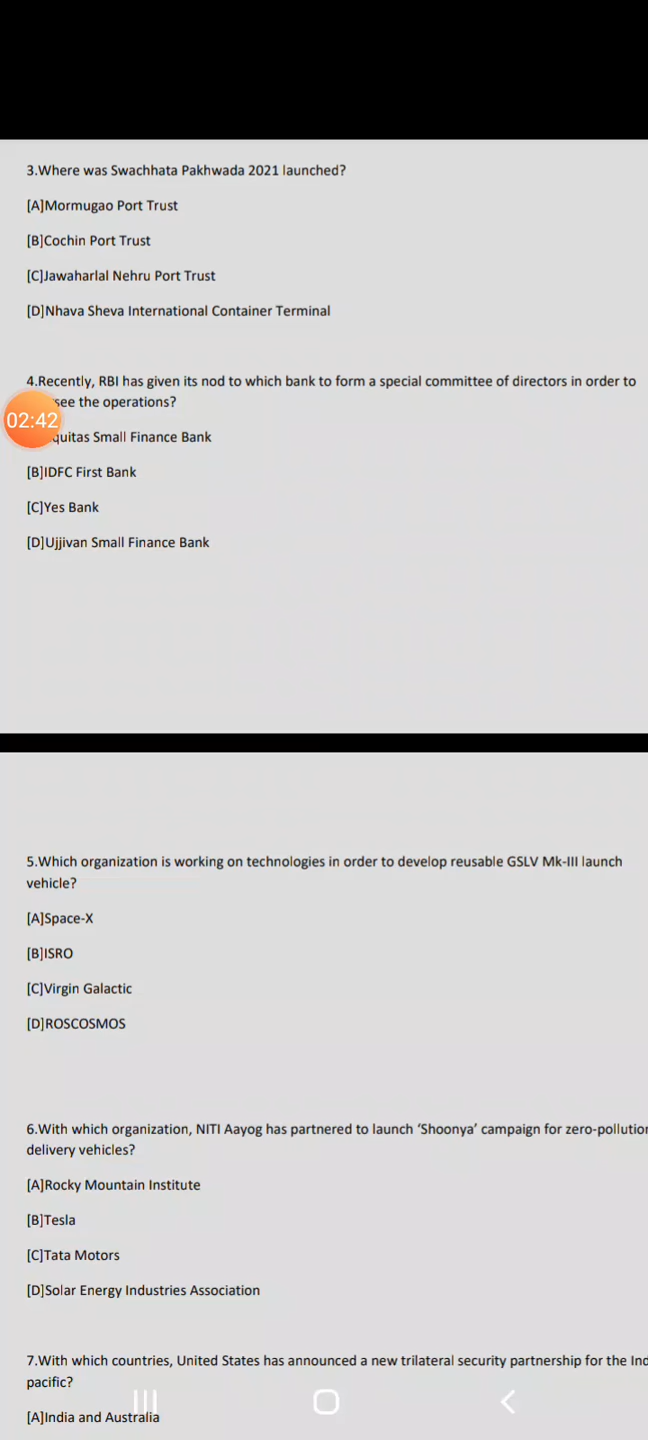 3.Where was Swachhata Pakhwada 2021 launched?
[A]Mormugao Port Trust
[B]Cochin Port Trust
[C]Jawaharlal Nehru Port Trust
[D]Nhava Sheva International Container Terminal
4.Recently, RBI has given its nod to which bank to form a special committee of directors in order to
see the operations?
02:42
quitas Small Finance Bank
[B]IDFC First Bank
[C]Yes Bank
[D]Ujjivan Small Finance Bank
5.Which organization is working on technologies in order to develop reusable GSLV Mk-III launch
vehicle?
[A]Space-X
[B]ISRO
[C]Virgin Galactic
[D]ROSCOSMOS
6.With which organization, NITI Aayog has partnered to launch ‘Shoonya’ campaign for zero-pollution
delivery vehicles?
[A]Rocky Mountain Institute
[B]Tesla
[C]Tata Motors
[D]Solar Energy Industries Association
7.With which countries, United States has announced a new trilateral security partnership for the Ind
pacific?
[A]India and Australia